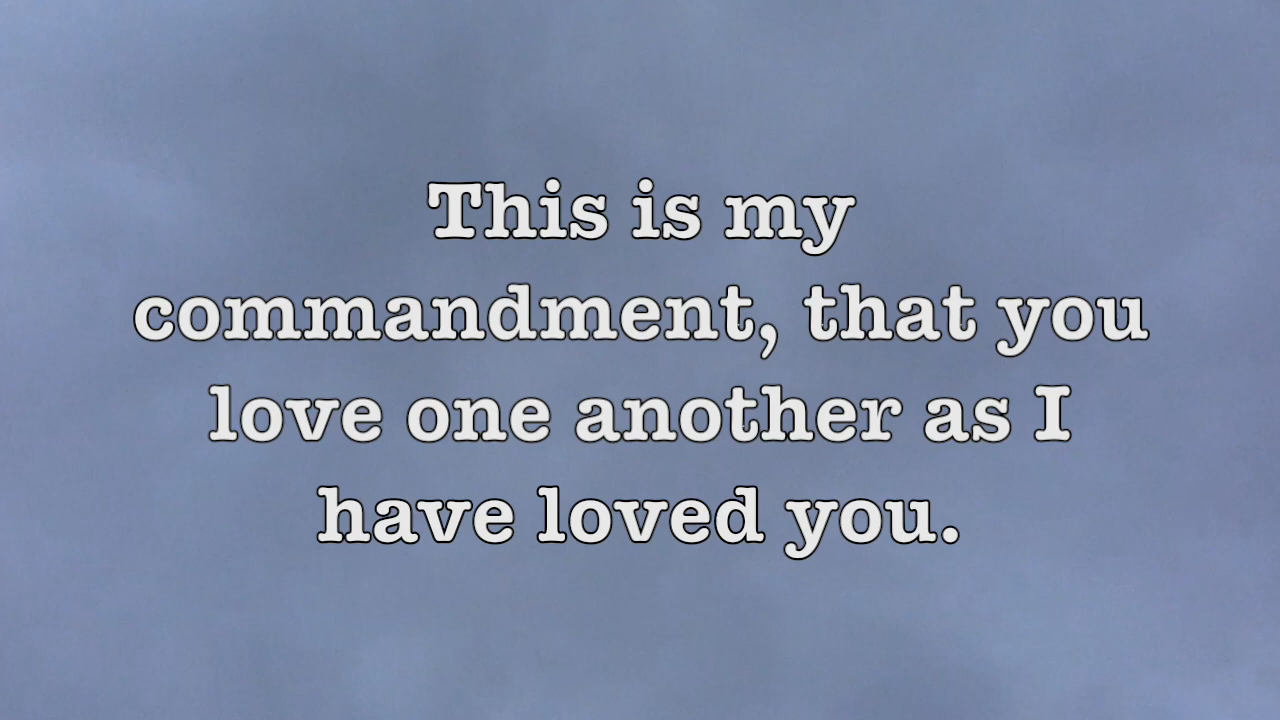 This is my
commandment, that you
love one another as I
have loved you.